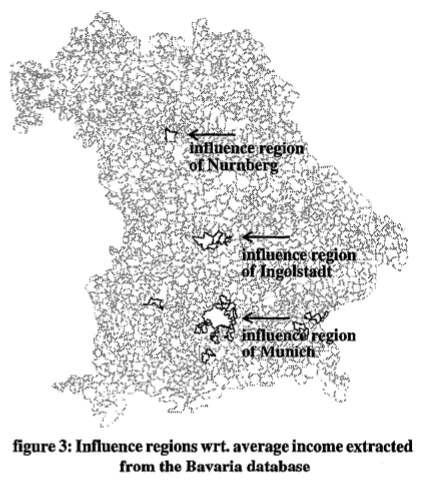 influence region
of Nurnberg
influence region
of Ingolstadt
influence region
of Munich
figure 3: Influence regions wrt. average income extracted
from the Bavaria database